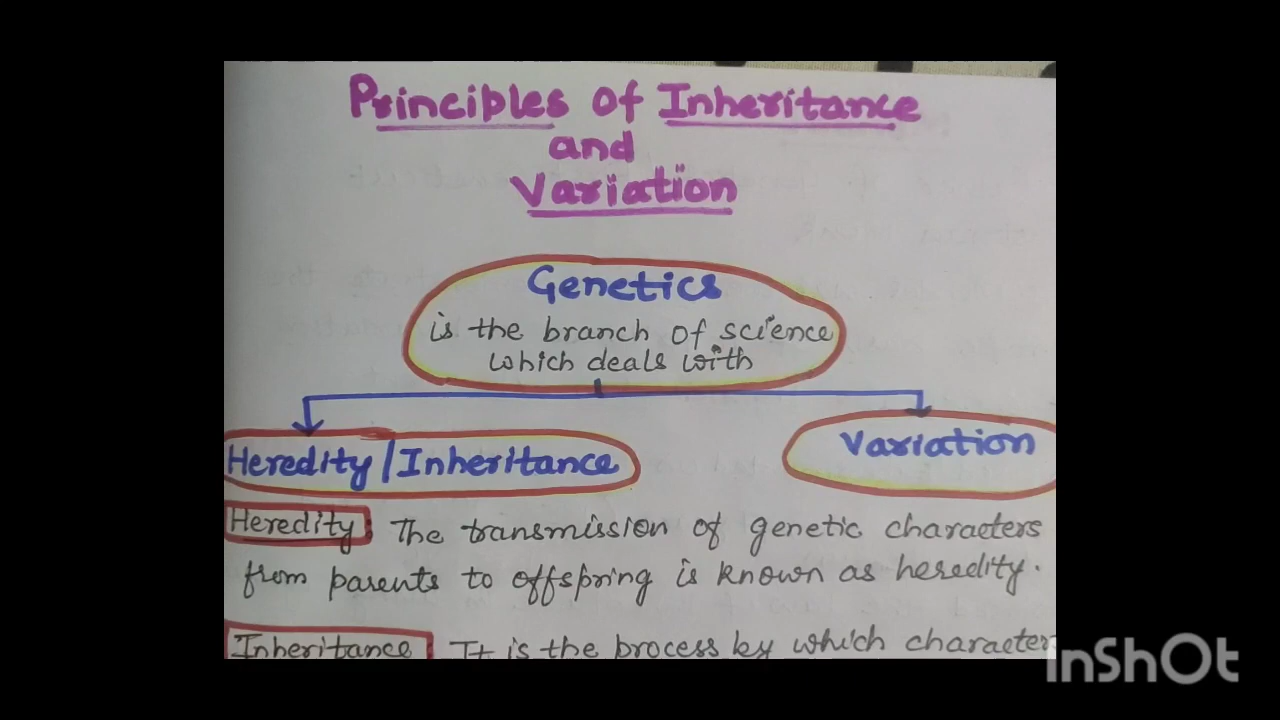 Principles of Inheritance
and
Variation
Genetics
is the branch of science
which deals with
Heredity/Inheritance
Variation
Heredity: The transmission of genetic characters
from parents to offspring is known as heredity.
Inheritance It is the process by which character
InShOt